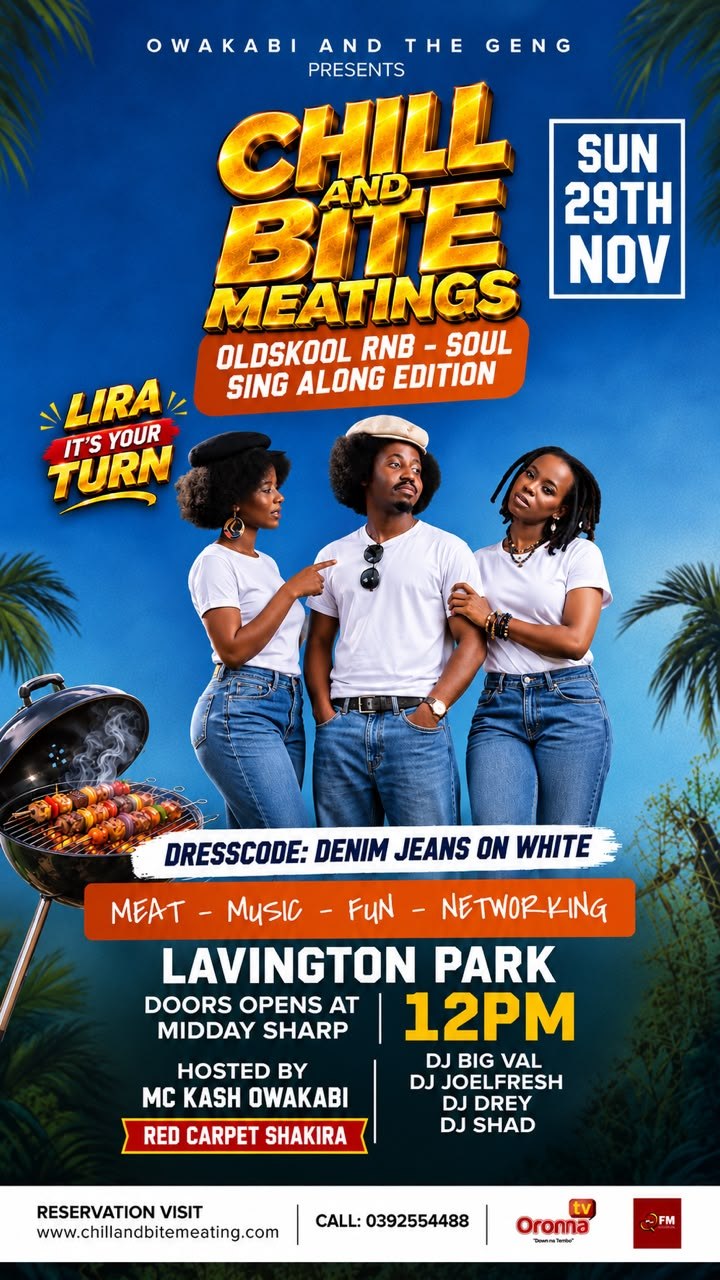 OWAKABI AND THE GENG
PRESENTS
CHILL
AND
BITE
MEATINGS
OLDSKOOL RNB - SOUL
SING ALONG EDITION
SUN
29TH
NOV
LIRA
IT'S YOUR
TURN
DRESSCODE: DENIM JEANS ON WHITE
MEAT - MUSIC - FUN - NETWORKING
LAVINGTON PARK
DOORS OPENS AT
MIDDAY SHARP
12PM
HOSTED BY
MC KASH OWAKABI
RED CARPET SHAKIRA
DJ BIG VAL
DJ JOELFRESH
DJ DREY
DJ SHAD
RESERVATION VISIT
www.chillandbitemeating.com
CALL: 0392554488
Oronna tv
"Down na Tembo"
FM